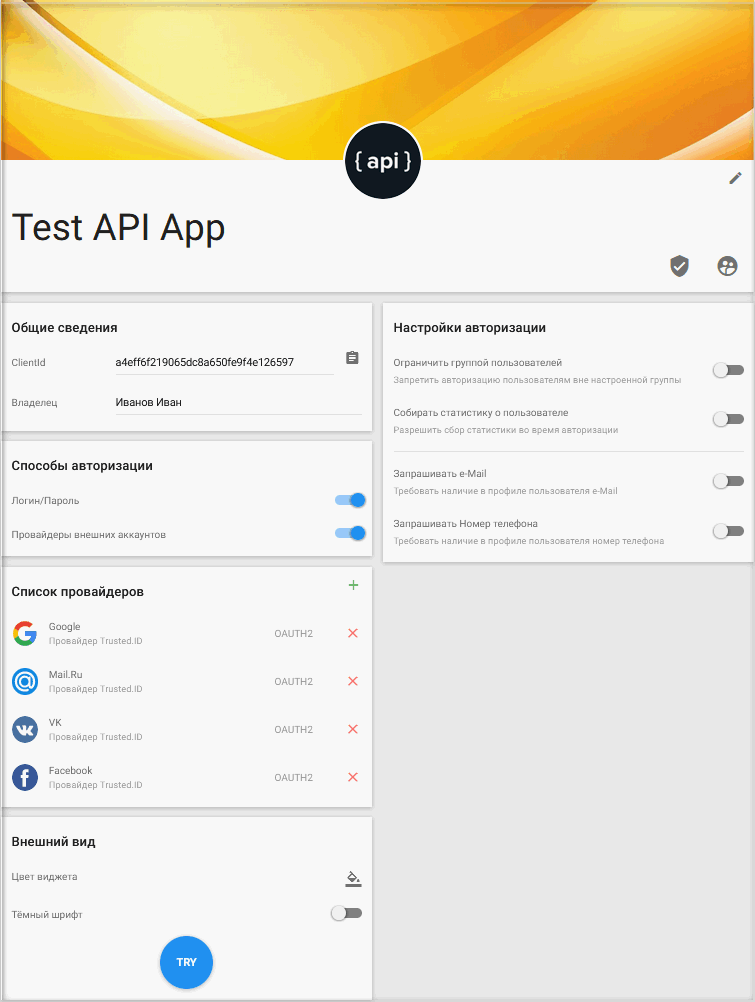 { api }
Test API App
Общие сведения
ClientId a4eff6f219065dc8a650fe9f4e126597
Владелец Иванов Иван
Способы авторизации
Логин/Пароль
Провайдеры внешних аккаунтов
Список провайдеров
Google
Провайдер Trusted.ID OAUTH2
Mail.Ru
Провайдер Trusted.ID OAUTH2
VK
Провайдер Trusted.ID OAUTH2
Facebook
Провайдер Trusted.ID OAUTH2
Внешний вид
Цвет виджета
Тёмный шрифт
TRY
Настройки авторизации
Ограничить группой пользователей
Запретить авторизацию пользователям вне настроенной группы
Собирать статистику о пользователе
Разрешить сбор статистики во время авторизации
Запрашивать e-Mail
Требовать наличие в профиле пользователя e-Mail
Запрашивать Номер телефона
Требовать наличие в профиле пользователя номер телефона